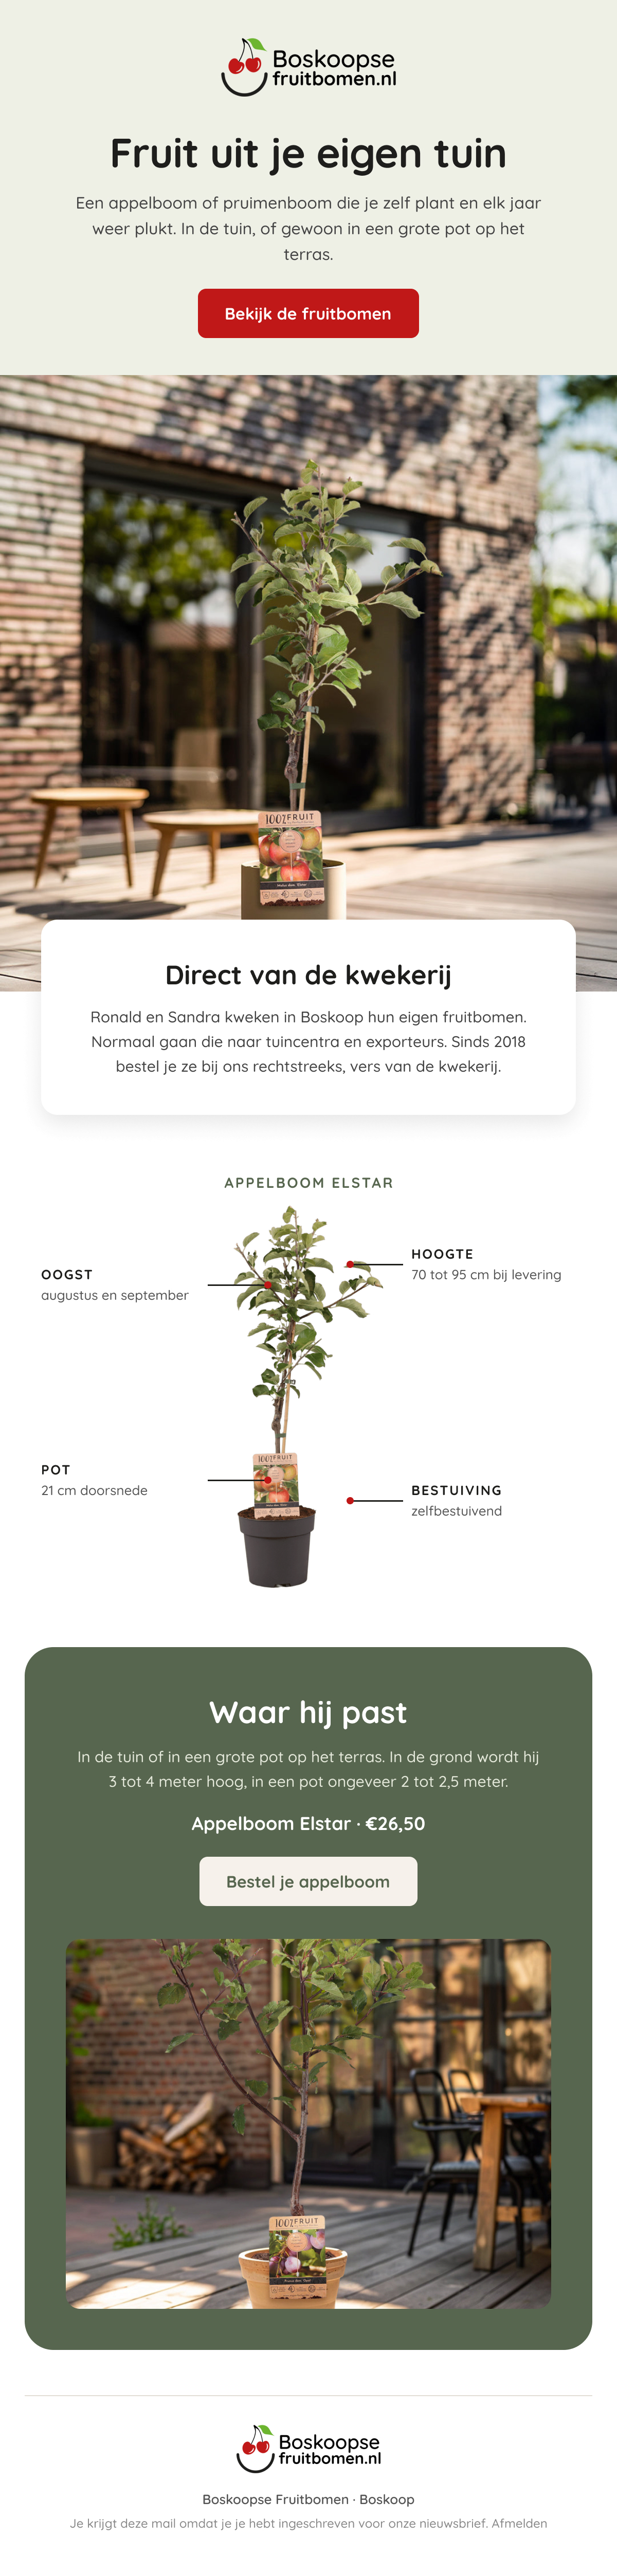 Boskoopse
fruitbomen.nl
Fruit uit je eigen tuin
Een appelboom of pruimenboom die je zelf plant en elk jaar
weer plukt. In de tuin, of gewoon in een grote pot op het
terras.
Bekijk de fruitbomen
100% FRUIT
Direct van de kwekerij
Ronald en Sandra kweken in Boskoop hun eigen fruitbomen.
Normaal gaan die naar tuincentra en exporteurs. Sinds 2018
bestel je ze bij ons rechtstreeks, vers van de kwekerij.
APPELBOOM ELSTAR
HOOGTE
70 tot 95 cm bij levering
OOGST
augustus en september
100% FRUIT
POT
21 cm doorsnede
BESTUIVING
zelfbestuivend
Waar hij past
In de tuin of in een grote pot op het terras. In de grond wordt hij
3 tot 4 meter hoog, in een pot ongeveer 2 tot 2,5 meter.
Appelboom Elstar · €26,50
Bestel je appelboom
100% FRUIT
Boskoopse
fruitbomen.nl
Boskoopse Fruitbomen · Boskoop
Je krijgt deze mail omdat je je hebt ingeschreven voor onze nieuwsbrief. Afmelden